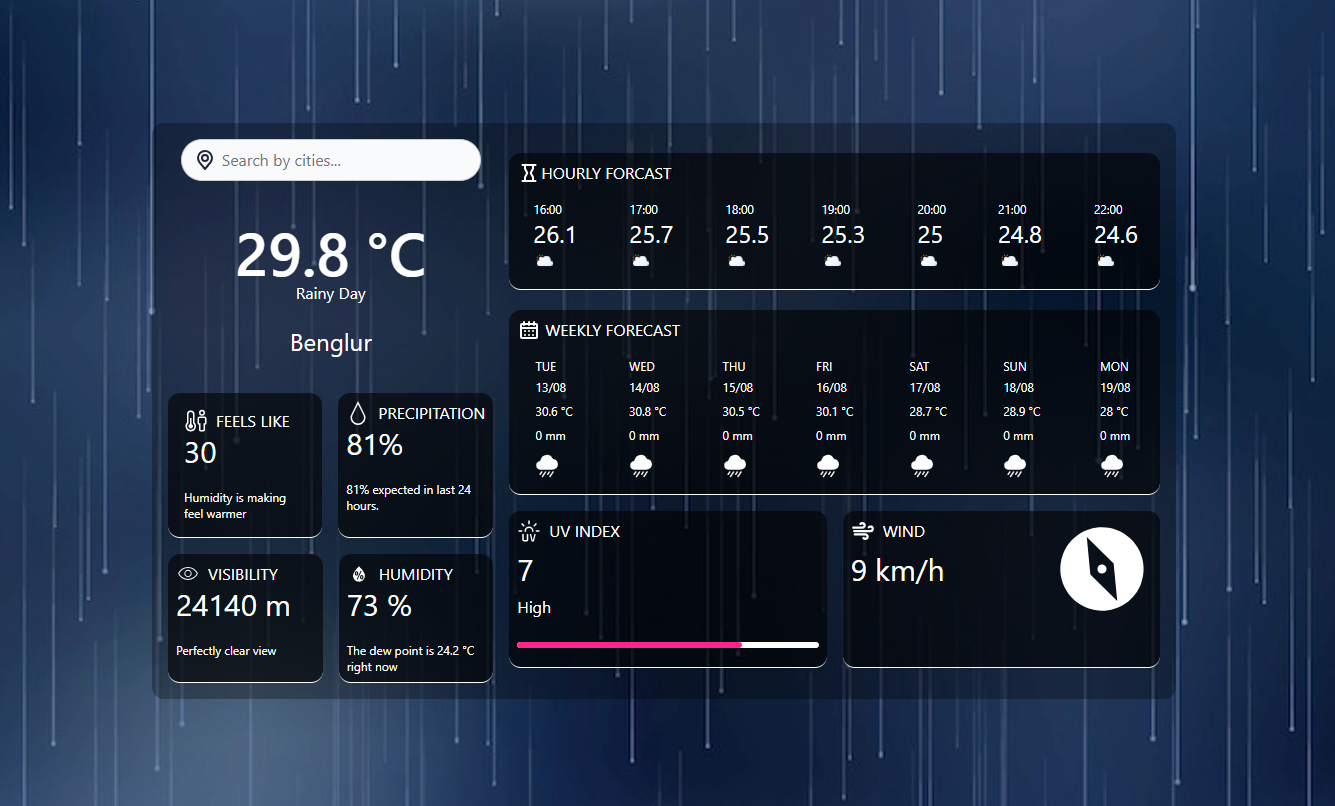 Search by cities...
29.8 °C
Rainy Day
Benglur
FEELS LIKE
30
Humidity is making
feel warmer
PRECIPITATION
81%
81% expected in last 24
hours.
VISIBILITY
24140 m
Perfectly clear view
HUMIDITY
73 %
The dew point is 24.2 °C
right now
HOURLY FORCAST
16:00 17:00 18:00 19:00 20:00 21:00 22:00
26.1 25.7 25.5 25.3 25 24.8 24.6
WEEKLY FORECAST
TUE WED THU FRI SAT SUN MON
13/08 14/08 15/08 16/08 17/08 18/08 19/08
30.6 °C 30.8 °C 30.5 °C 30.1 °C 28.7 °C 28.9 °C 28 °C
0 mm 0 mm 0 mm 0 mm 0 mm 0 mm 0 mm
UV INDEX
7
High
WIND
9 km/h